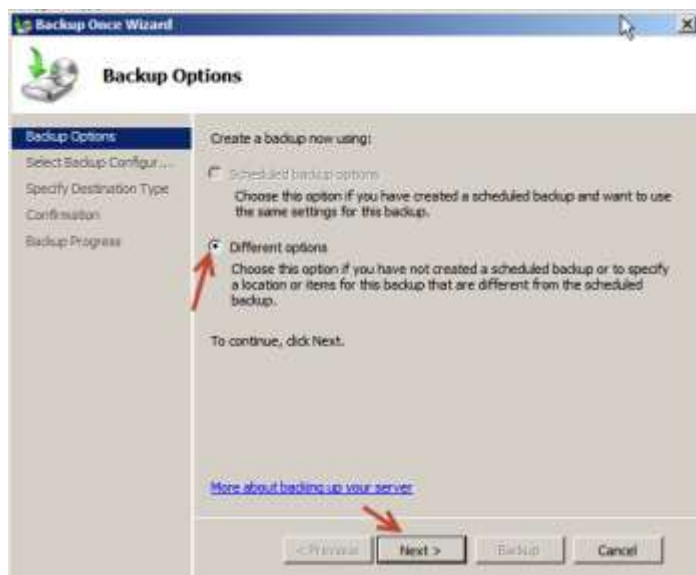 Backup Once Wizard
Backup Options
Backup Options
Select Backup Configur...
Specify Destination Type
Confirmation
Backup Progress
Create a backup now using:
Scheduled backup options
Choose this option if you have created a scheduled backup and want to use
the same settings for this backup.
Different options
Choose this option if you have not created a scheduled backup or to specify
a location or items for this backup that are different from the scheduled
backup.
To continue, click Next.
More about backing up your server
< Previous
Next >
Backup
Cancel